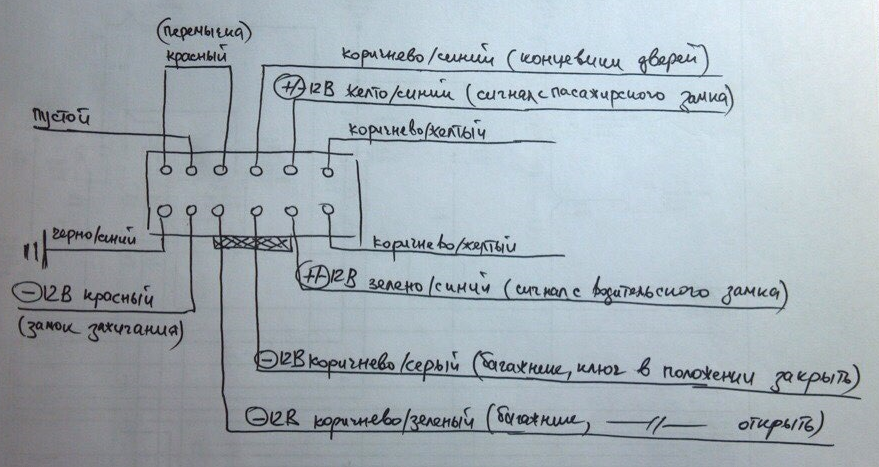 (перемычка)
красный
коричнево/синий (концевики дверей)
+/-12В желто/синий (сигнал с пасажирского замка)
пустой
коричнево/желтый
черно/синий
коричнево/желтый
+/-12В зелено/синий (сигнал с водительского замка)
-12В красный
(замок зажигания)
-12В коричнево/серый (багажник, ключ в положении закрыть)
-12В коричнево/зеленый (багажник, —//— открыть)